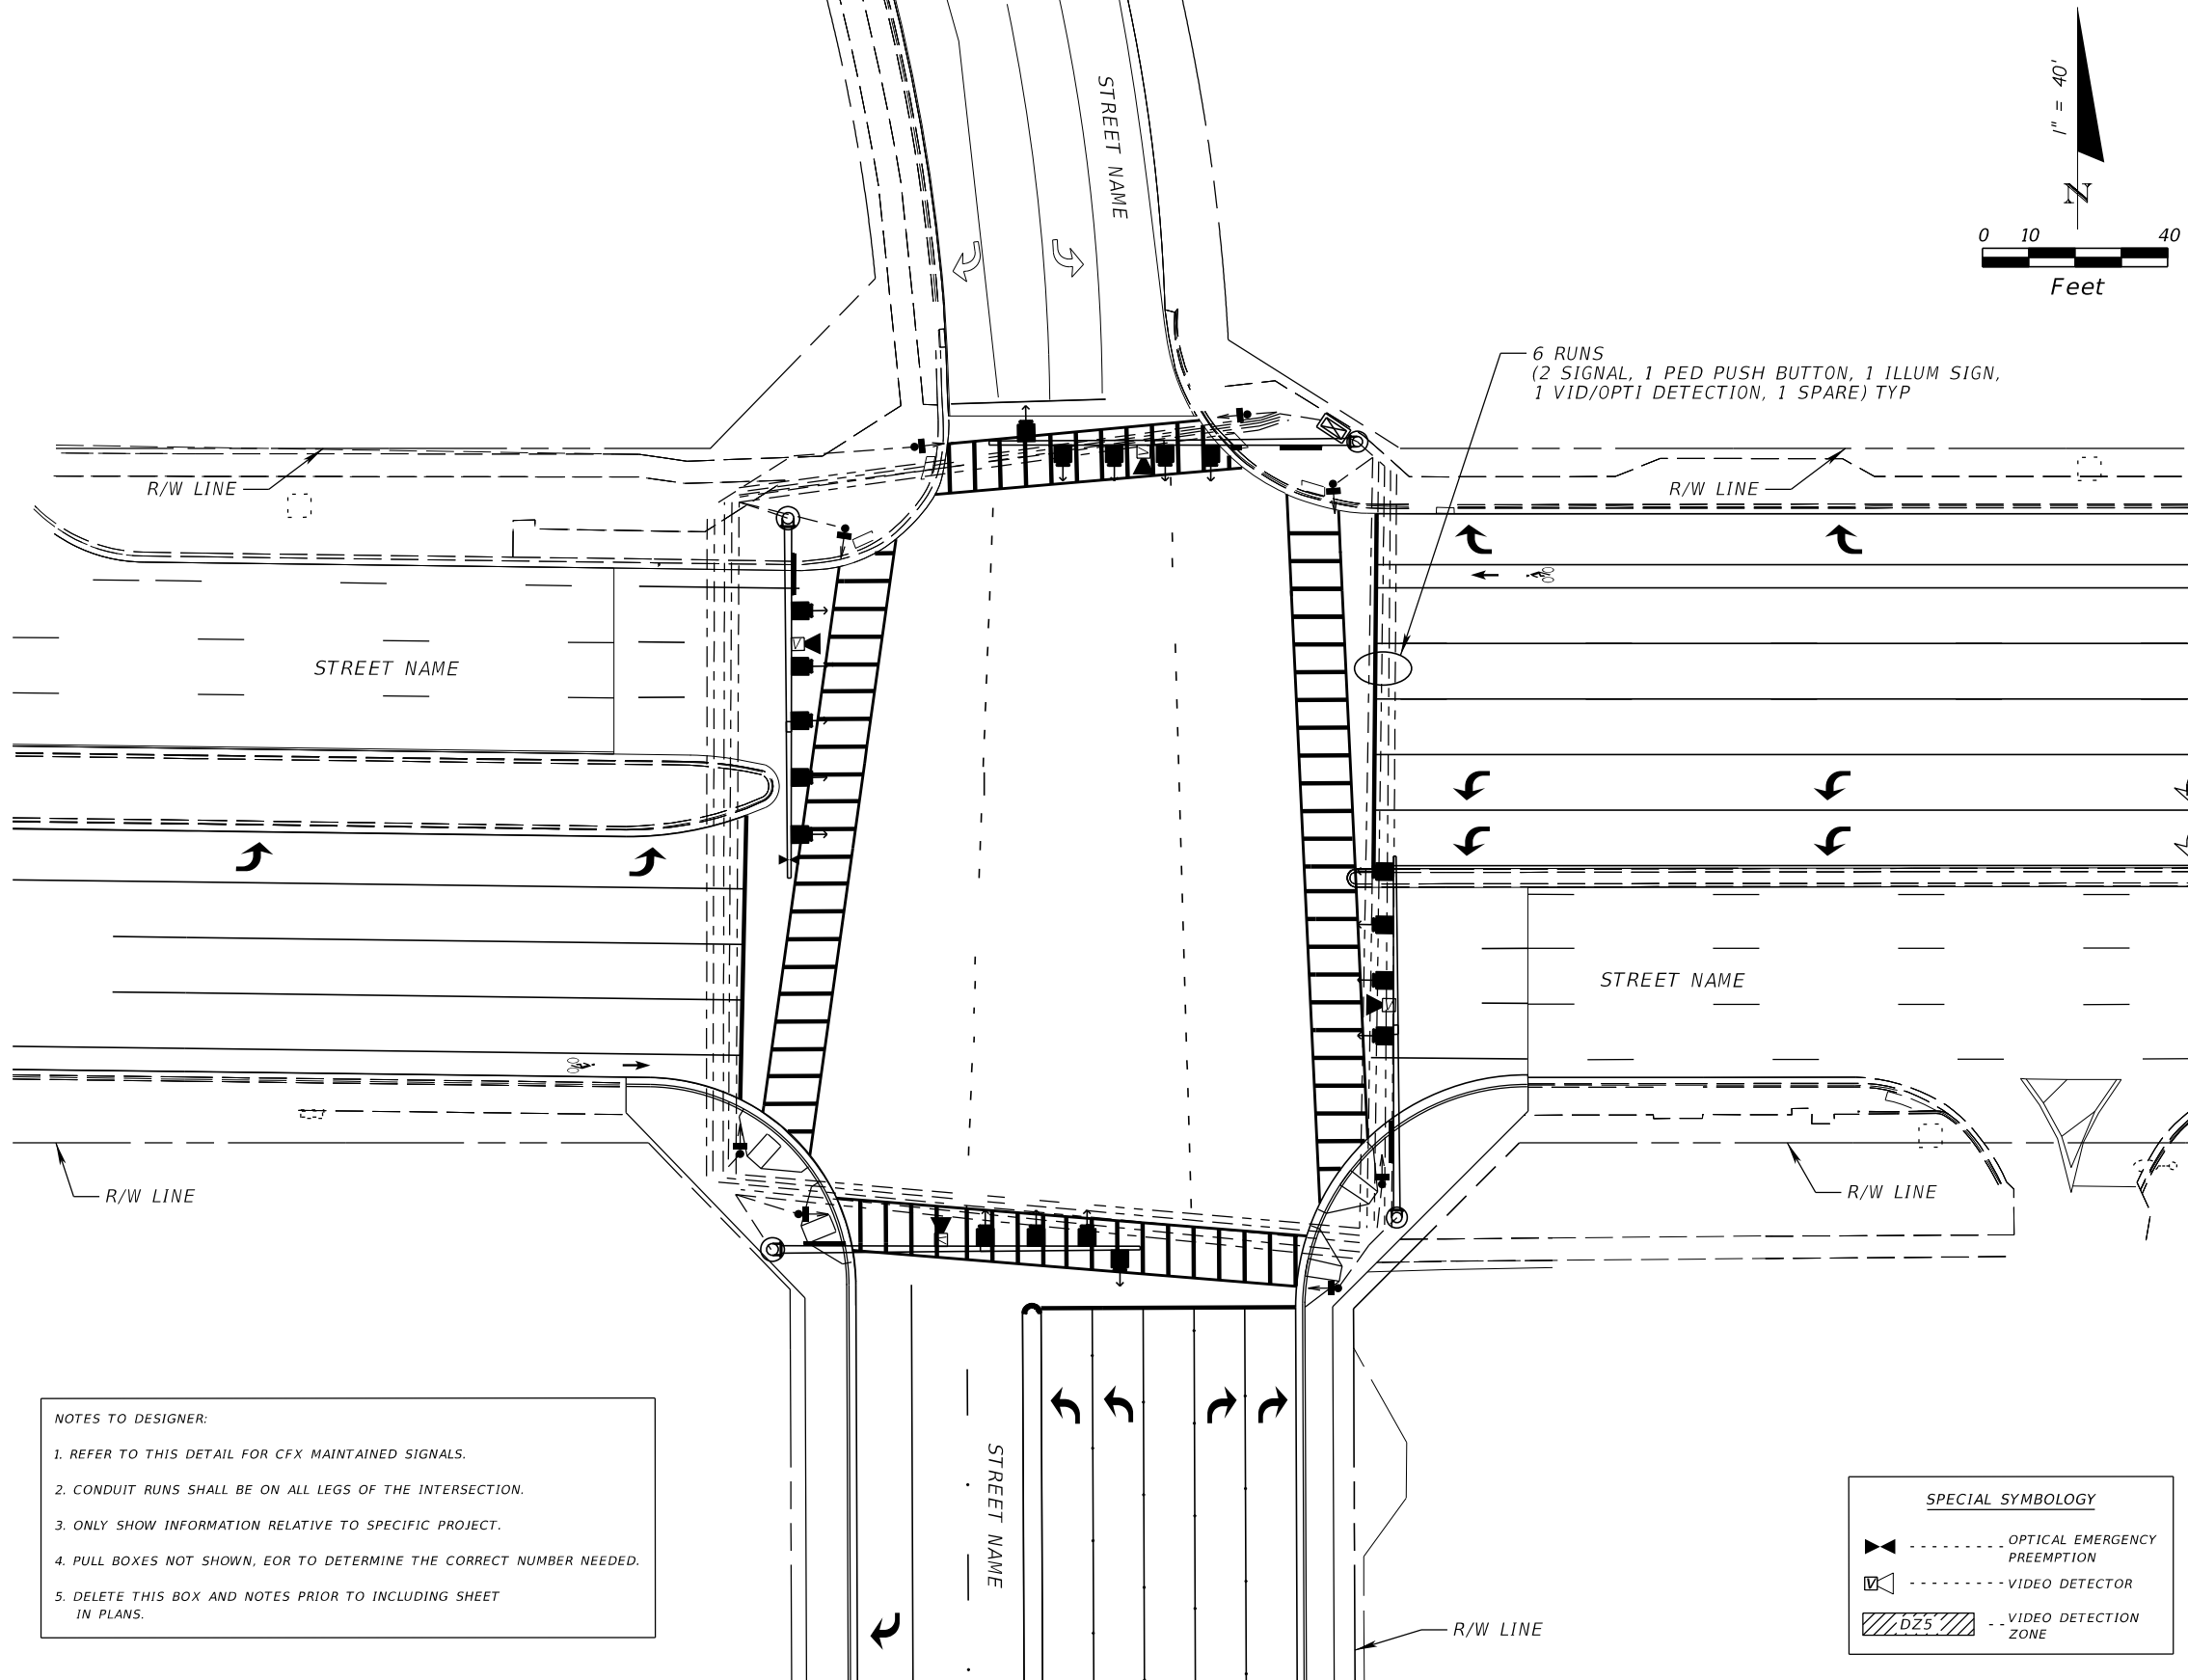 STREET NAME
1" = 40'
N
0 10 40
Feet
6 RUNS
(2 SIGNAL, 1 PED PUSH BUTTON, 1 ILLUM SIGN,
1 VID/OPTI DETECTION, 1 SPARE) TYP
R/W LINE
R/W LINE
STREET NAME
V
V
STREET NAME
V
V
R/W LINE
R/W LINE
STREET NAME
R/W LINE
NOTES TO DESIGNER:
1. REFER TO THIS DETAIL FOR CFX MAINTAINED SIGNALS.
2. CONDUIT RUNS SHALL BE ON ALL LEGS OF THE INTERSECTION.
3. ONLY SHOW INFORMATION RELATIVE TO SPECIFIC PROJECT.
4. PULL BOXES NOT SHOWN, EOR TO DETERMINE THE CORRECT NUMBER NEEDED.
5. DELETE THIS BOX AND NOTES PRIOR TO INCLUDING SHEET
IN PLANS.
SPECIAL SYMBOLOGY
OPTICAL EMERGENCY
PREEMPTION
V VIDEO DETECTOR
DZ5 VIDEO DETECTION
ZONE